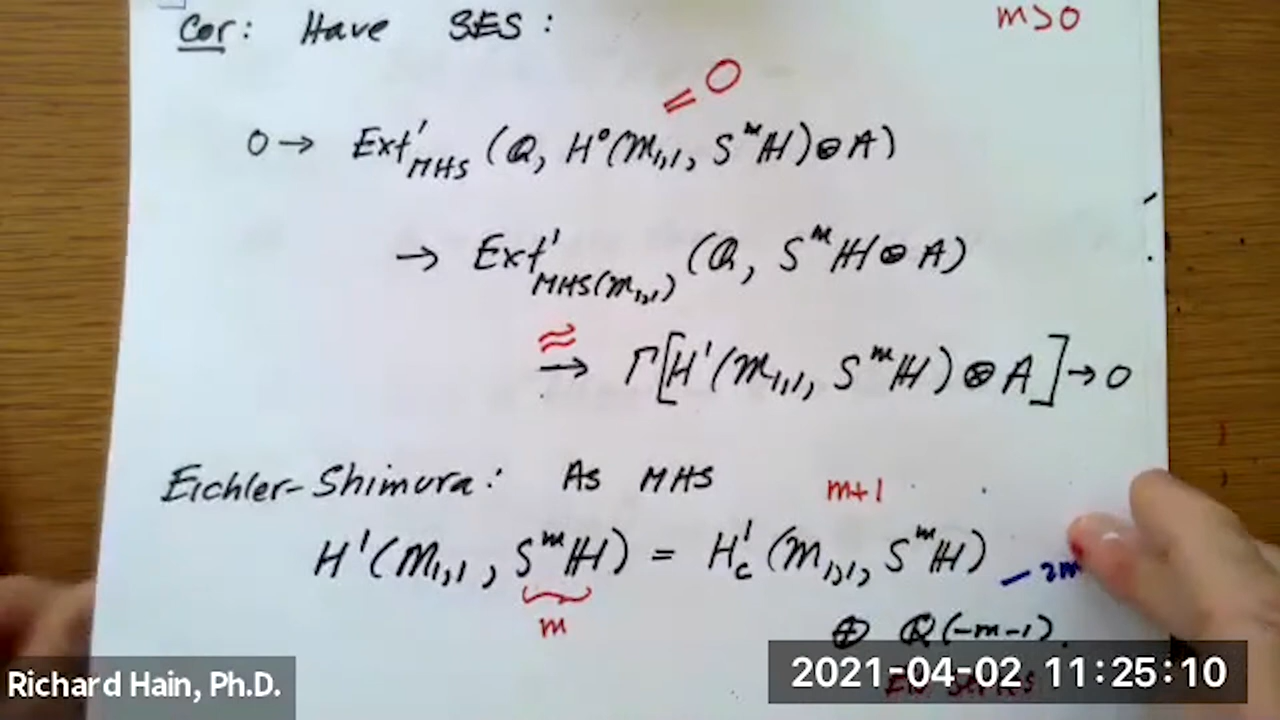 Cor: Have SES: m>0
= 0
0 → Ext¹_MHS (Q, H⁰(M₁,₁, SᵐH) ⊗ A)
→ Ext¹_MHS(M₁,₁) (Q, SᵐH ⊗ A)
≈
→ Γ[H¹(M₁,₁, SᵐH) ⊗ A] → 0
Eichler-Shimura: As MHS m+1
H¹(M₁,₁, SᵐH) = H¹_c(M₁,₁, SᵐH)
m
⊕ Q(-m-1).
Richard Hain, Ph.D.
2021-04-02 11:25:10